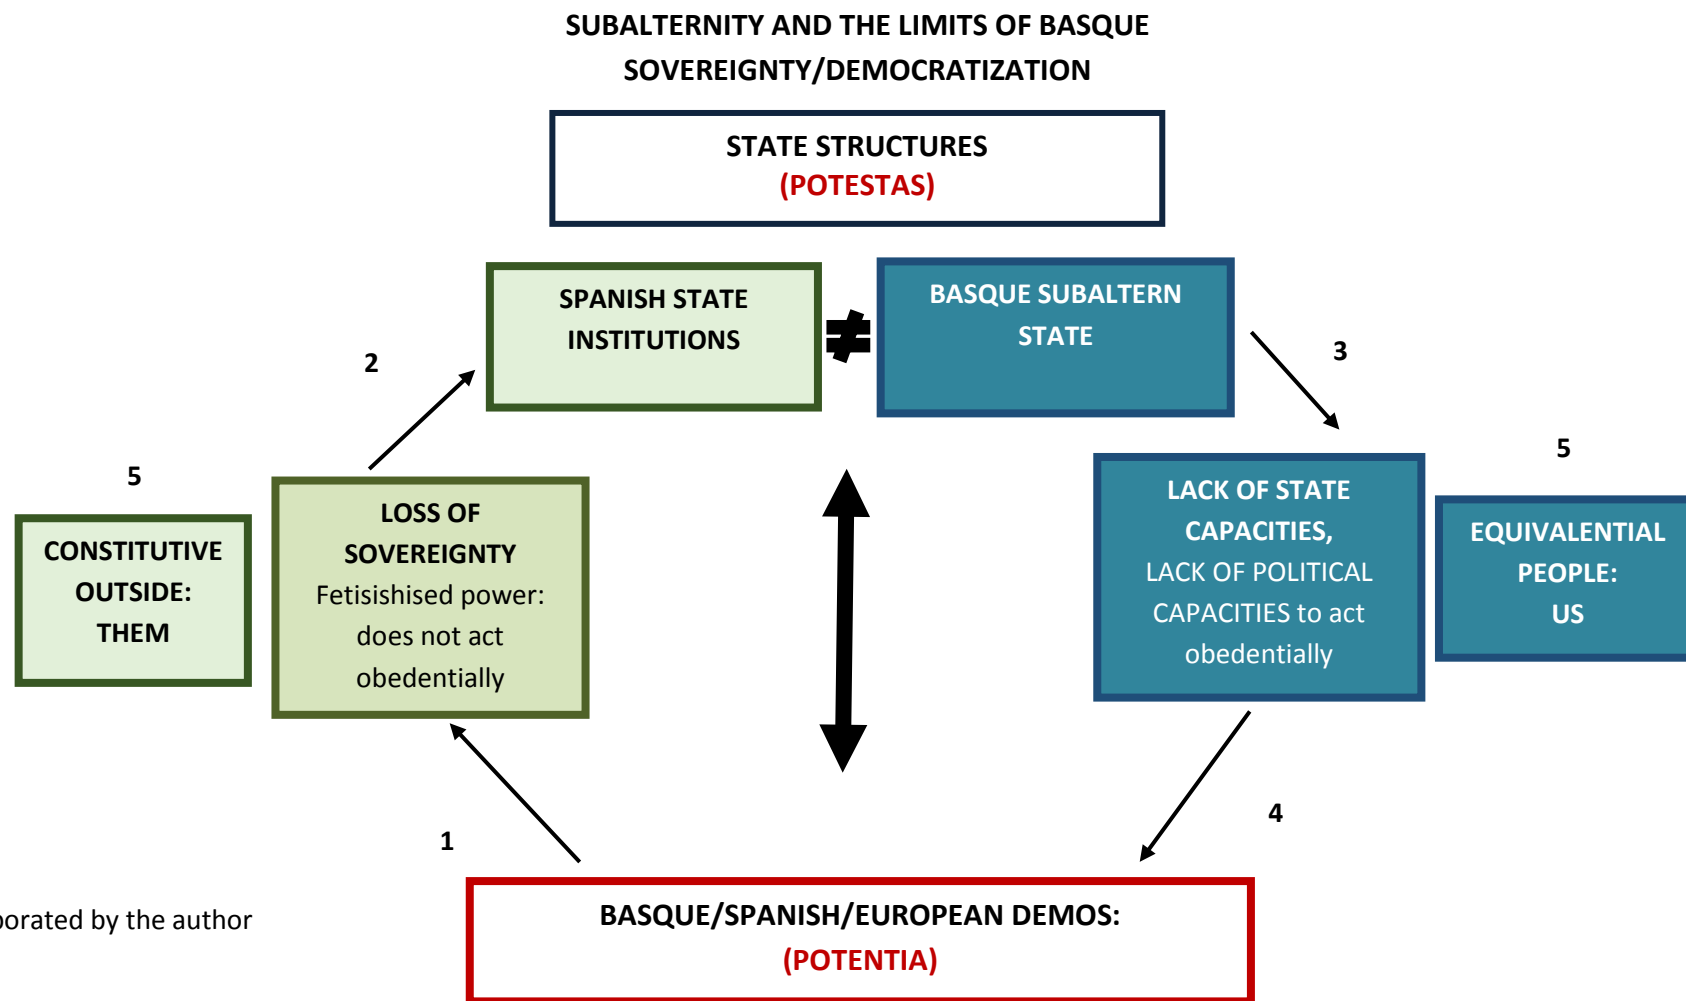 SUBALTERNITY AND THE LIMITS OF BASQUE
SOVEREIGNTY/DEMOCRATIZATION
STATE STRUCTURES
(POTESTAS)
SPANISH STATE
INSTITUTIONS
≠
BASQUE SUBALTERN
STATE
2
3
5
CONSTITUTIVE
OUTSIDE:
THEM
LOSS OF
SOVEREIGNTY
Fetisishised power:
does not act
obedentially
LACK OF STATE
CAPACITIES,
LACK OF POLITICAL
CAPACITIES to act
obedentially
5
EQUIVALENTIAL
PEOPLE:
US
1
4
BASQUE/SPANISH/EUROPEAN DEMOS:
(POTENTIA)
borated by the author